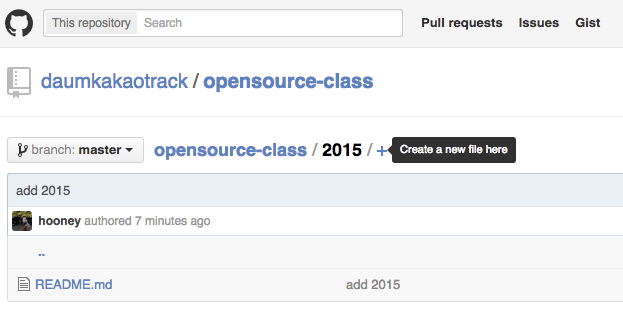 This repository Search Pull requests Issues Gist
daumkakaotrack / opensource-class
branch: master opensource-class / 2015 / + Create a new file here
add 2015
hooney authored 7 minutes ago
..
README.md add 2015